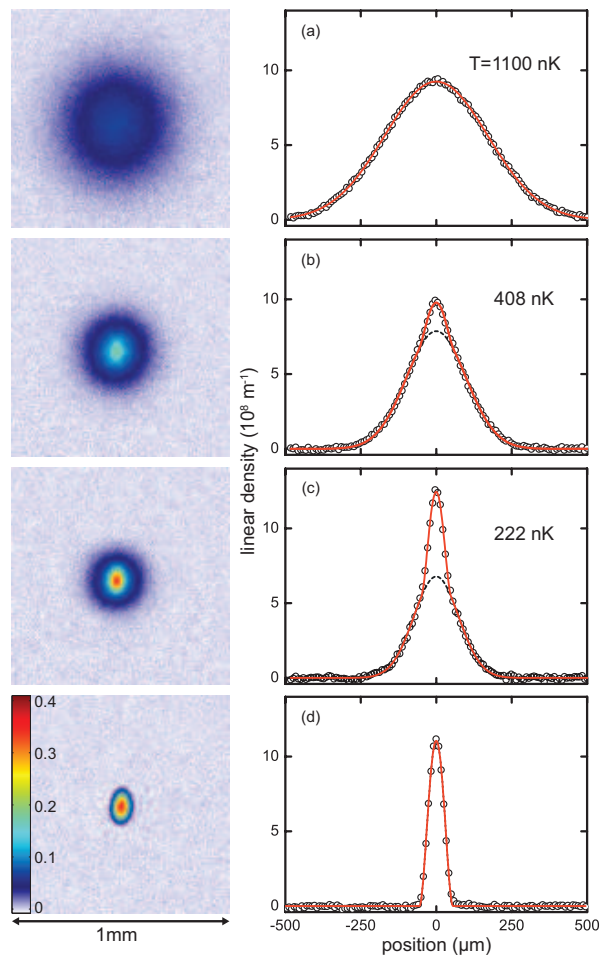 (a)
T=1100 nK
10
5
0
(b)
408 nK
10
5
0
linear density (10⁸ m⁻¹)
(c)
222 nK
10
5
0
0.4
0.3
0.2
0.1
0
(d)
10
5
0
-500 -250 0 250 500
1mm
position (μm)